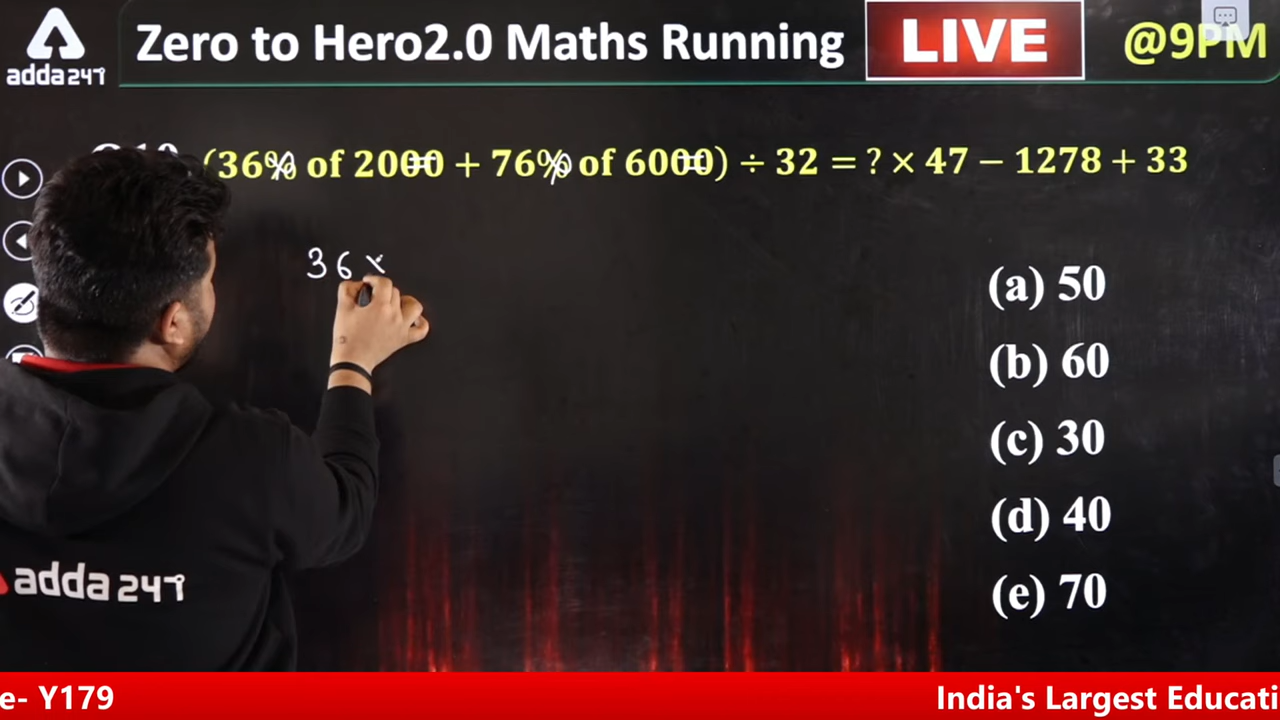 adda247
Zero to Hero2.0 Maths Running LIVE @9PM
(36% of 2000 + 76% of 6000) ÷ 32 = ? × 47 − 1278 + 33
36 ×
(a) 50
(b) 60
(c) 30
(d) 40
(e) 70
adda247
e- Y179 India's Largest Educati